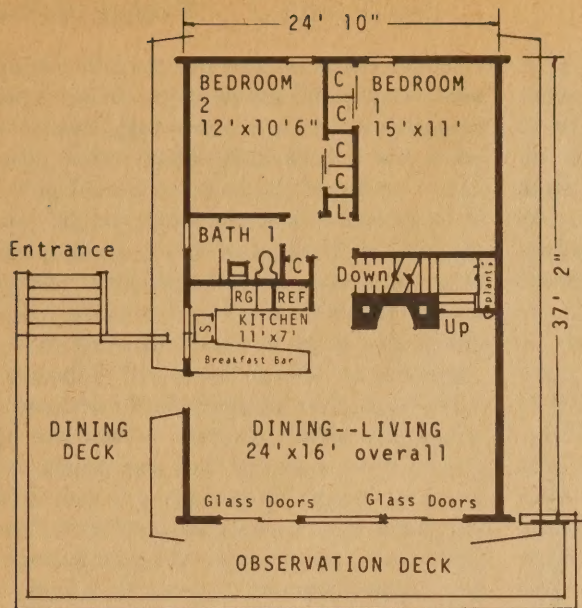 24' 10"
BEDROOM
2
12'x10'6"
C
C
C
C
L
BEDROOM
1
15'x11'
Entrance
BATH 1
C
Down
plant
Up
RG
REF
S
KITCHEN
11'x7'
Breakfast Bar
37' 2"
DINING
DECK
DINING--LIVING
24'x16' overall
Glass Doors
Glass Doors
OBSERVATION DECK